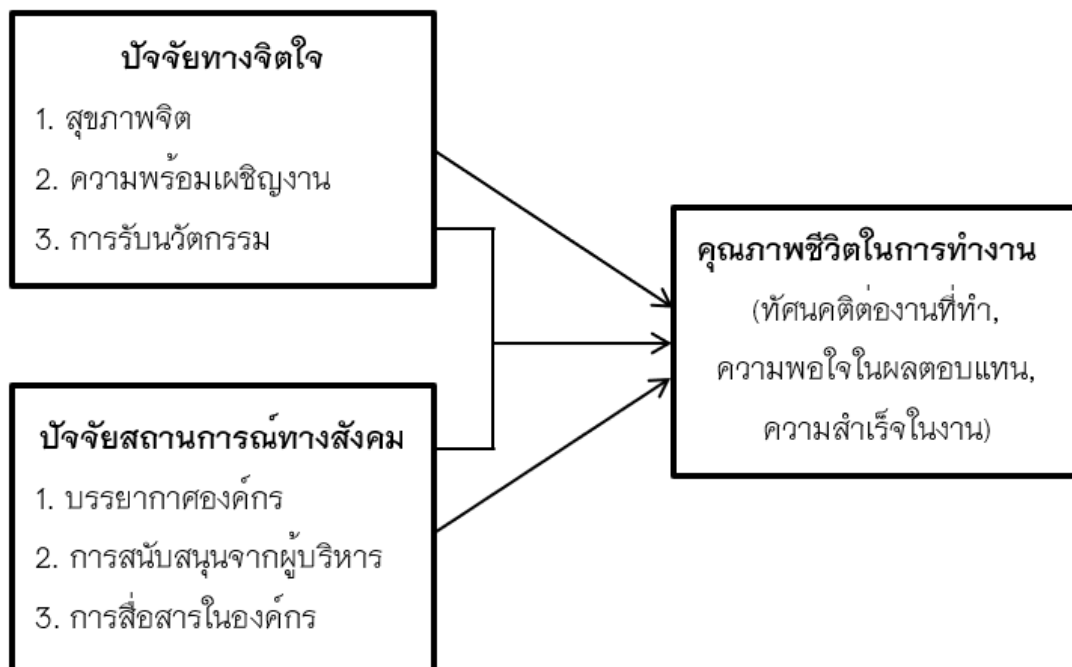 ปัจจัยทางจิตใจ
1. สุขภาพจิต
2. ความพร้อมเผชิญงาน
3. การรับนวัตกรรม
คุณภาพชีวิตในการทำงาน
(ทัศนคติต่องานที่ทำ,
ความพอใจในผลตอบแทน,
ความสำเร็จในงาน)
ปัจจัยสถานการณ์ทางสังคม
1. บรรยากาศองค์กร
2. การสนับสนุนจากผู้บริหาร
3. การสื่อสารในองค์กร